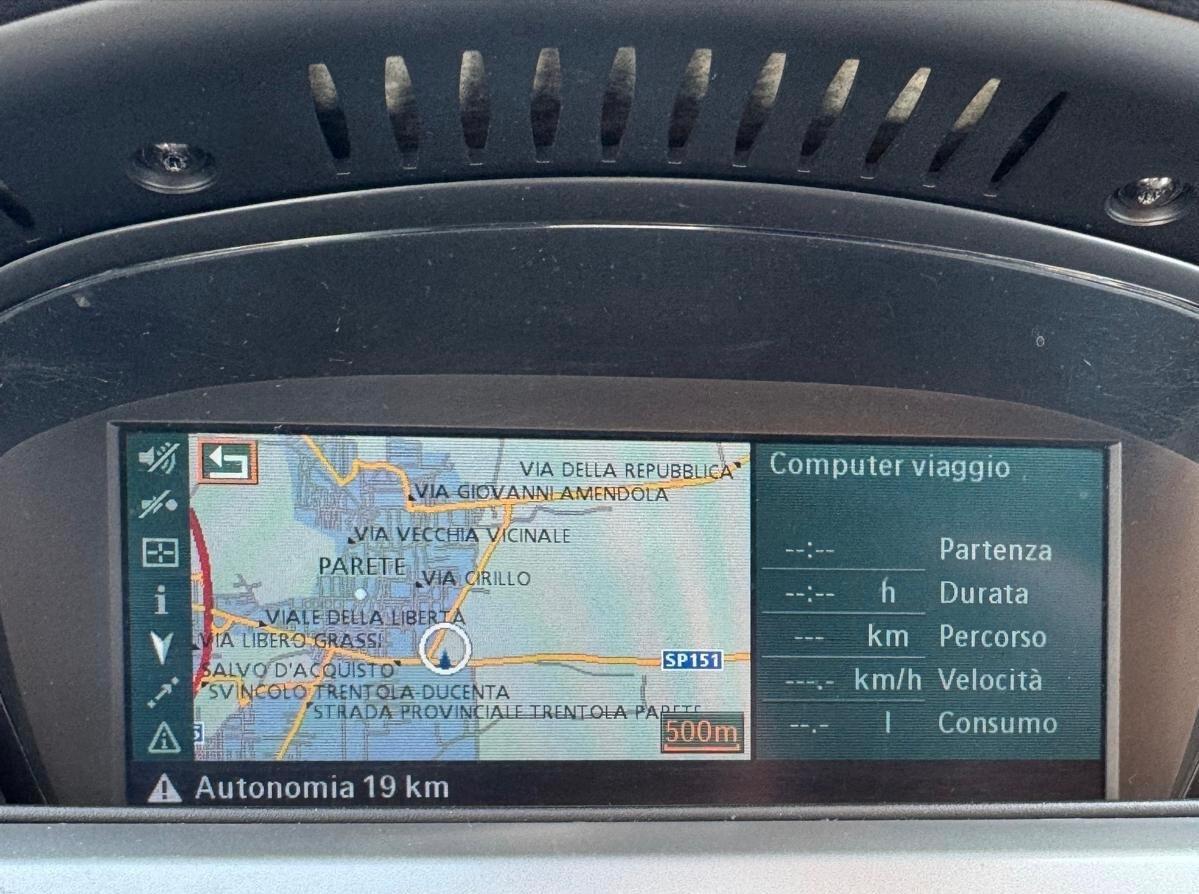 VIA DELLA REPUBBLICA
VIA GIOVANNI AMENDOLA
VIA VECCHIA VICINALE
PARETE
VIA CIRILLO
VIALE DELLA LIBERTA
VIA LIBERO GRASSI
SALVO D'ACQUISTO
SP151
SVINCOLO TRENTOLA-DUCENTA
STRADA PROVINCIALE TRENTOLA PARETE
500m
Computer viaggio
--:-- Partenza
--:-- h Durata
--- km Percorso
---.- km/h Velocità
--.- l Consumo
Autonomia 19 km